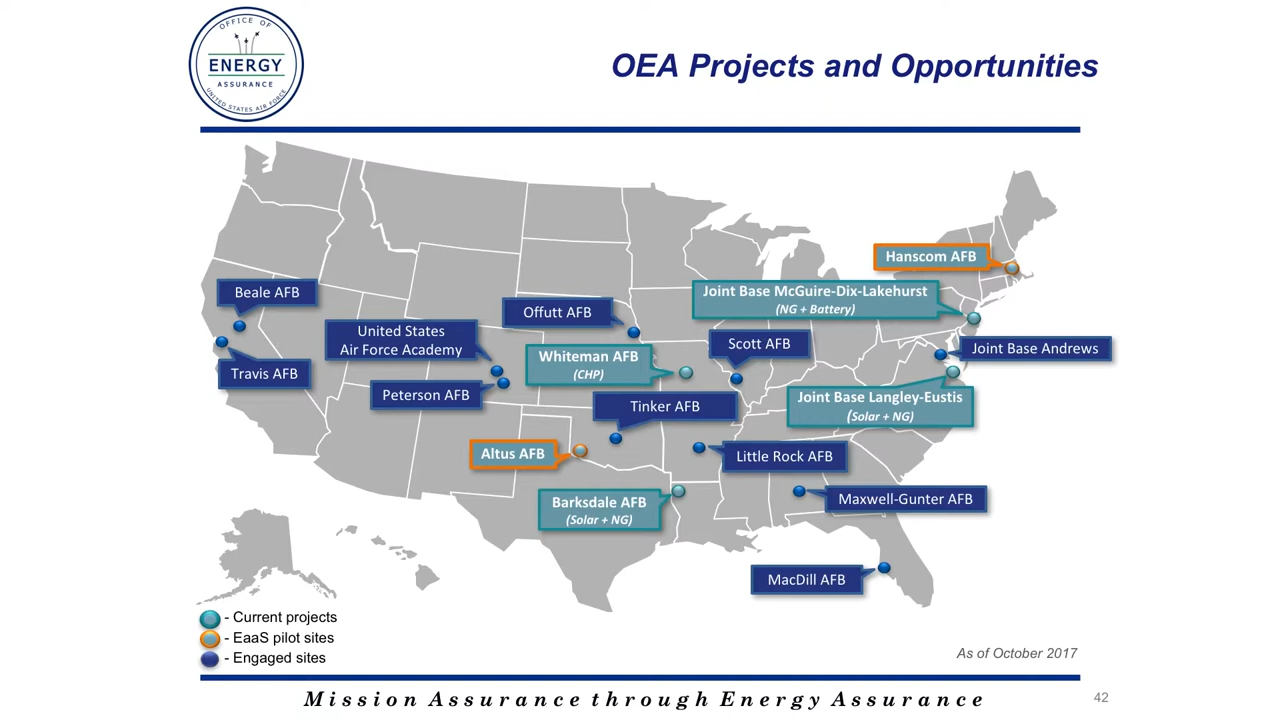 OFFICE OF
ENERGY
ASSURANCE
UNITED STATES AIR FORCE
OEA Projects and Opportunities
Hanscom AFB
Beale AFB
Joint Base McGuire-Dix-Lakehurst
(NG + Battery)
Offutt AFB
United States
Air Force Academy
Scott AFB
Joint Base Andrews
Whiteman AFB
(CHP)
Travis AFB
Peterson AFB
Joint Base Langley-Eustis
(Solar + NG)
Tinker AFB
Altus AFB
Little Rock AFB
Barksdale AFB
(Solar + NG)
Maxwell-Gunter AFB
MacDill AFB
- Current projects
- EaaS pilot sites
- Engaged sites
As of October 2017
Mission Assurance through Energy Assurance
42